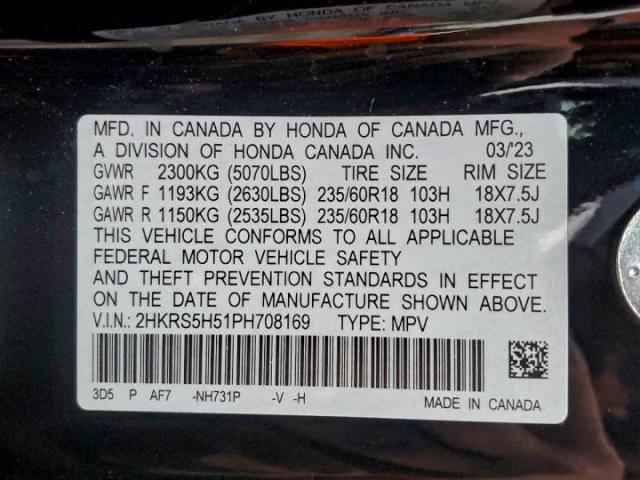 MFD. IN CANADA BY HONDA OF CANADA MFG.,
A DIVISION OF HONDA CANADA INC. 03/'23
GVWR 2300KG (5070LBS) TIRE SIZE RIM SIZE
GAWR F 1193KG (2630LBS) 235/60R18 103H 18X7.5J
GAWR R 1150KG (2535LBS) 235/60R18 103H 18X7.5J
THIS VEHICLE CONFORMS TO ALL APPLICABLE
FEDERAL MOTOR VEHICLE SAFETY
AND THEFT PREVENTION STANDARDS IN EFFECT
ON THE DATE OF MANUFACTURE SHOWN ABOVE.
V.I.N.: 2HKRS5H51PH708169 TYPE: MPV
3D5 P AF7 -NH731P -V -H
MADE IN CANADA